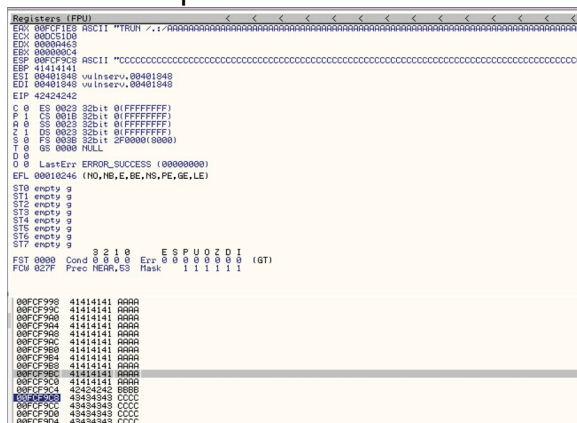 Registers (FPU) < < < < < < < < < < < <
EAX 00FCF1E8 ASCII "TRUN /.:/AAAAAAAAAAAAAAAAAAAAAAAAAAAAAAAAAAAAAAAAAAAAAAAAAAAAAAAAAAAAAAAA
ECX 00DC51D0
EDX 0000A463
EBX 000000C4
ESP 00FCF9C8 ASCII "CCCCCCCCCCCCCCCCCCCCCCCCCCCCCCCCCCCCCCCCCCCCCCCCCCCCCCCCCCCCCCCCCCCCCCCC
EBP 41414141
ESI 00401848 vulnserv.00401848
EDI 00401848 vulnserv.00401848
EIP 42424242
C 0 ES 0023 32bit 0(FFFFFFFF)
P 1 CS 001B 32bit 0(FFFFFFFF)
A 0 SS 0023 32bit 0(FFFFFFFF)
Z 1 DS 0023 32bit 0(FFFFFFFF)
S 0 FS 003B 32bit 2F0000(8000)
T 0 GS 0000 NULL
D 0
O 0 LastErr ERROR_SUCCESS (00000000)
EFL 00010246 (NO,NB,E,BE,NS,PE,GE,LE)
ST0 empty g
ST1 empty g
ST2 empty g
ST3 empty g
ST4 empty g
ST5 empty g
ST6 empty g
ST7 empty g
3 2 1 0 E S P U O Z D I
FST 0000 Cond 0 0 0 0 Err 0 0 0 0 0 0 0 0 (GT)
FCW 027F Prec NEAR,53 Mask 1 1 1 1 1 1
00FCF998 41414141 AAAA
00FCF99C 41414141 AAAA
00FCF9A0 41414141 AAAA
00FCF9A4 41414141 AAAA
00FCF9A8 41414141 AAAA
00FCF9AC 41414141 AAAA
00FCF9B0 41414141 AAAA
00FCF9B4 41414141 AAAA
00FCF9B8 41414141 AAAA
00FCF9BC 41414141 AAAA
00FCF9C0 41414141 AAAA
00FCF9C4 42424242 BBBB
00FCF9C8 43434343 CCCC
00FCF9CC 43434343 CCCC
00FCF9D0 43434343 CCCC
00FCF9D4 43434343 CCCC